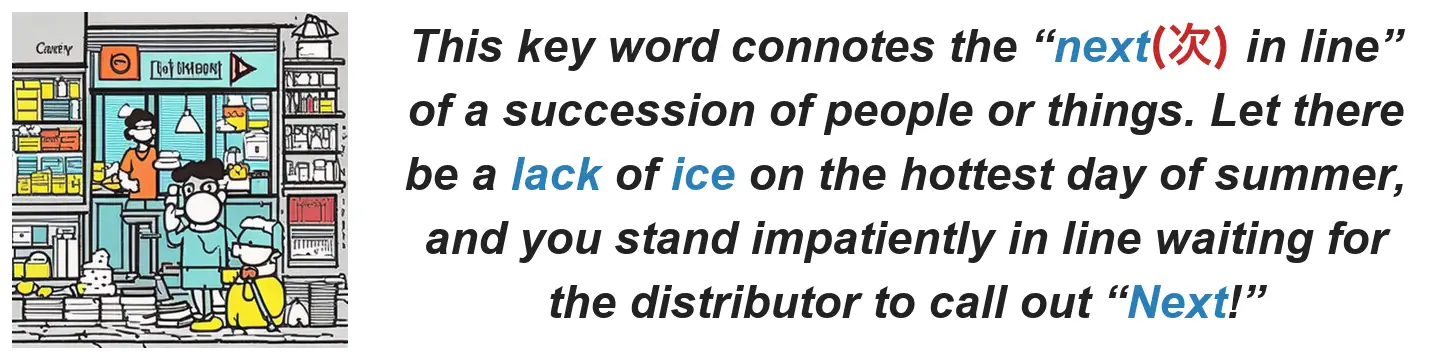 This key word connotes the “next(次) in line”
of a succession of people or things. Let there
be a lack of ice on the hottest day of summer,
and you stand impatiently in line waiting for
the distributor to call out “Next!”